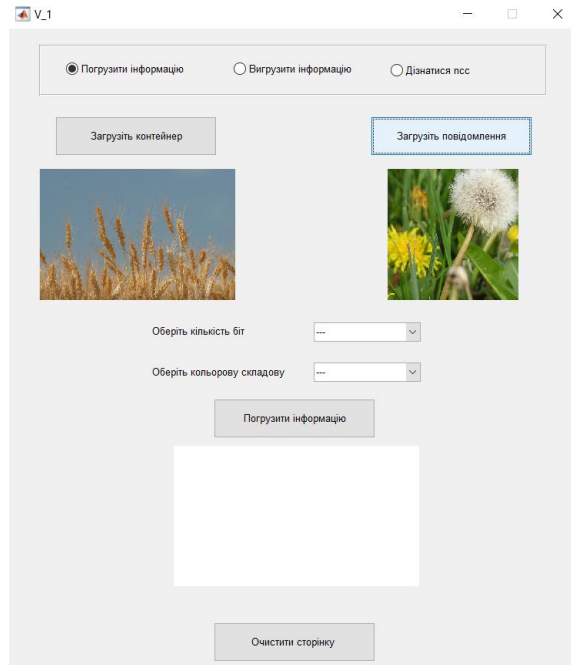 V_1
Погрузити інформацію Вигрузити інформацію Дізнатися ncc
Загрузіть контейнер Загрузіть повідомлення
Оберіть кількість біт ---
Оберіть кольорову складову ---
Погрузити інформацію
Очистити сторінку